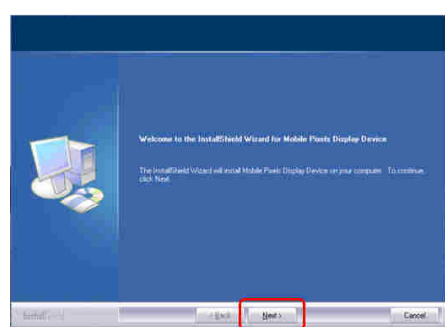 Welcome to the InstallShield Wizard for Mobile Pixels Display Device
The InstallShield Wizard will install Mobile Pixels Display Device on your computer. To continue,
click Next.
InstallShield
< Back
Next >
Cancel